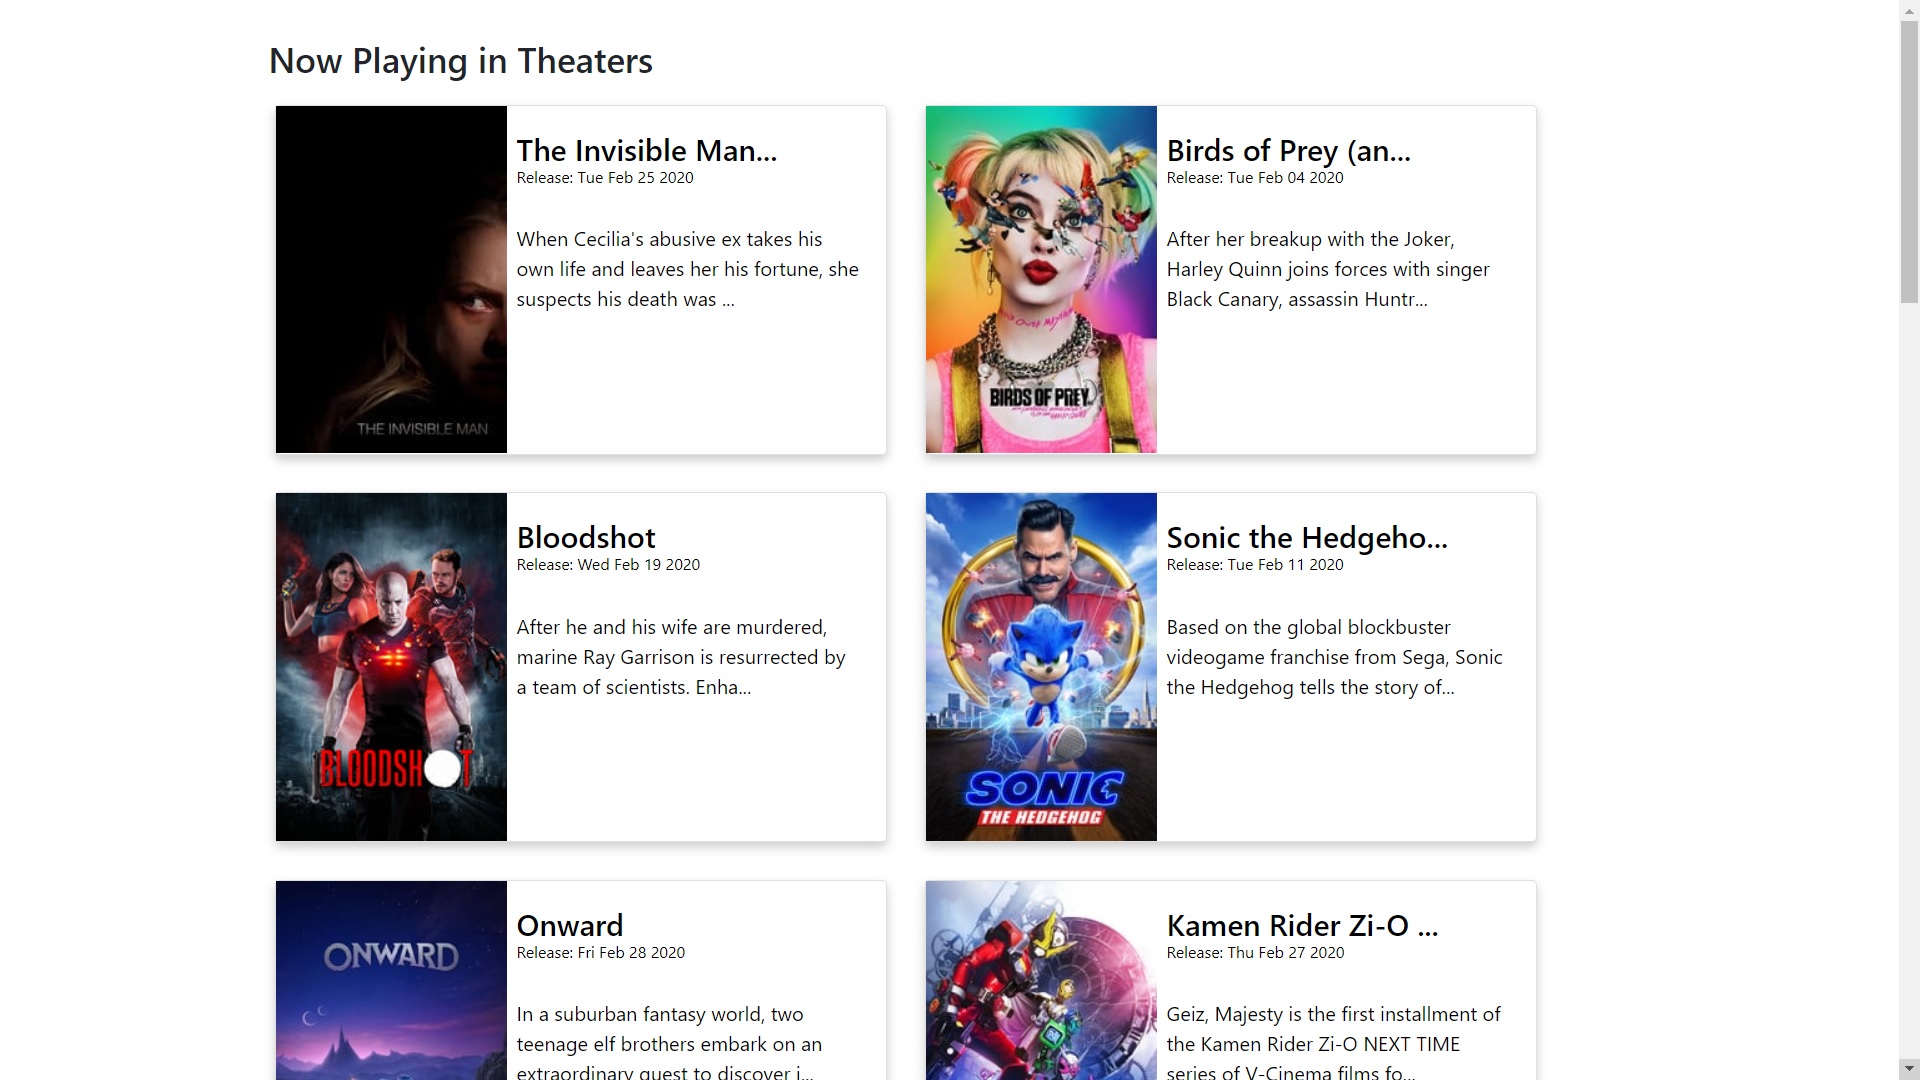 Now Playing in Theaters
The Invisible Man...
Release: Tue Feb 25 2020
When Cecilia's abusive ex takes his
own life and leaves her his fortune, she
suspects his death was ...
THE INVISIBLE MAN
Birds of Prey (an...
Release: Tue Feb 04 2020
After her breakup with the Joker,
Harley Quinn joins forces with singer
Black Canary, assassin Huntr...
BIRDS OF PREY
Bloodshot
Release: Wed Feb 19 2020
After he and his wife are murdered,
marine Ray Garrison is resurrected by
a team of scientists. Enha...
BLOODSHOT
Sonic the Hedgeho...
Release: Tue Feb 11 2020
Based on the global blockbuster
videogame franchise from Sega, Sonic
the Hedgehog tells the story of...
SONIC
THE HEDGEHOG
Onward
Release: Fri Feb 28 2020
In a suburban fantasy world, two
teenage elf brothers embark on an
extraordinary quest to discover i...
ONWARD
Kamen Rider Zi-O ...
Release: Thu Feb 27 2020
Geiz, Majesty is the first installment of
the Kamen Rider Zi-O NEXT TIME
series of V-Cinema films fo...